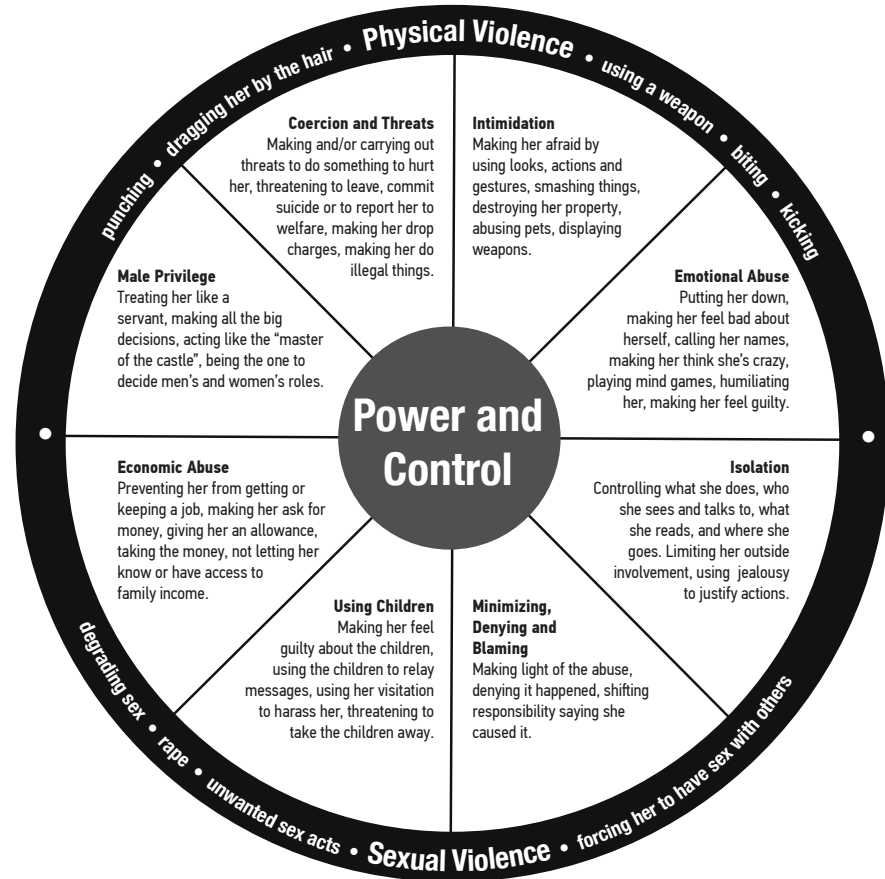 punching • dragging her by the hair • Physical Violence • using a weapon • biting • kicking
Coercion and Threats
Making and/or carrying out
threats to do something to hurt
her, threatening to leave, commit
suicide or to report her to
welfare, making her drop
charges, making her do
illegal things.
Intimidation
Making her afraid by
using looks, actions and
gestures, smashing things,
destroying her property,
abusing pets, displaying
weapons.
Male Privilege
Treating her like a
servant, making all the big
decisions, acting like the “master
of the castle”, being the one to
decide men's and women's roles.
Emotional Abuse
Putting her down,
making her feel bad about
herself, calling her names,
making her think she's crazy,
playing mind games, humiliating
her, making her feel guilty.
Power and
Control
Economic Abuse
Preventing her from getting or
keeping a job, making her ask for
money, giving her an allowance,
taking the money, not letting her
know or have access to
family income.
Isolation
Controlling what she does, who
she sees and talks to, what
she reads, and where she
goes. Limiting her outside
involvement, using jealousy
to justify actions.
Using Children
Making her feel
guilty about the children,
using the children to relay
messages, using her visitation
to harass her, threatening to
take the children away.
Minimizing,
Denying and
Blaming
Making light of the abuse,
denying it happened, shifting
responsibility saying she
caused it.
degrading sex • rape • unwanted sex acts • Sexual Violence • forcing her to have sex with others